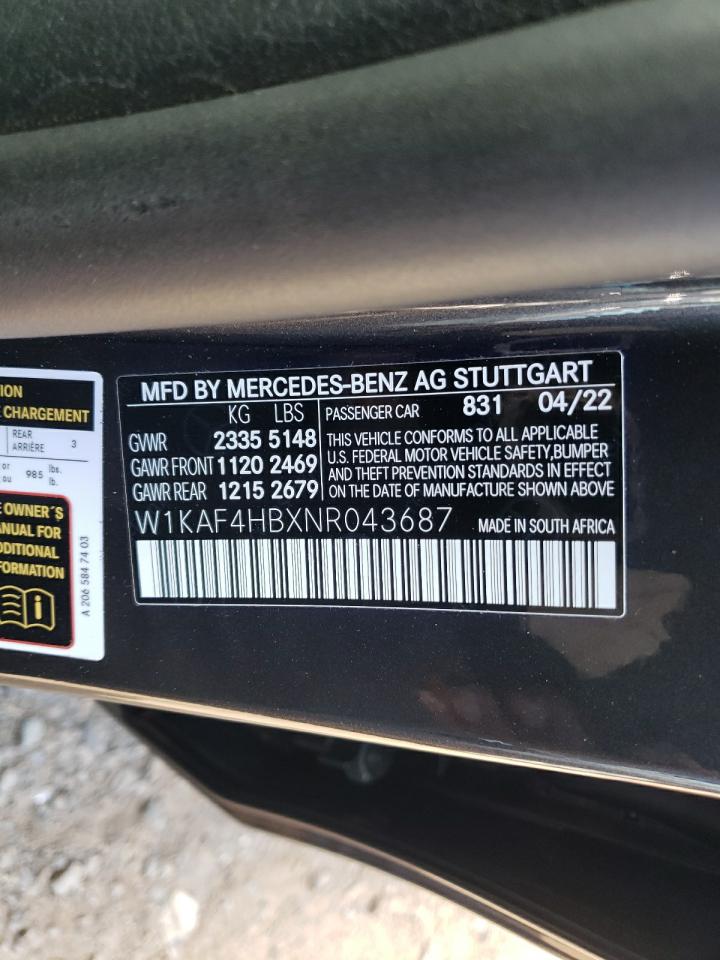 ION
E CHARGEMENT
REAR
ARRIÈRE 3
or
ou 985 lbs.
lb.
E OWNER'S
ANUAL FOR
DDITIONAL
FORMATION
A 206 584 74 03
MFD BY MERCEDES-BENZ AG STUTTGART
KG LBS
GVWR 2335 5148
GAWR FRONT 1120 2469
GAWR REAR 1215 2679
PASSENGER CAR 831 04/22
THIS VEHICLE CONFORMS TO ALL APPLICABLE
U.S. FEDERAL MOTOR VEHICLE SAFETY,BUMPER
AND THEFT PREVENTION STANDARDS IN EFFECT
ON THE DATE OF MANUFACTURE SHOWN ABOVE
W1KAF4HBXNR043687 MADE IN SOUTH AFRICA